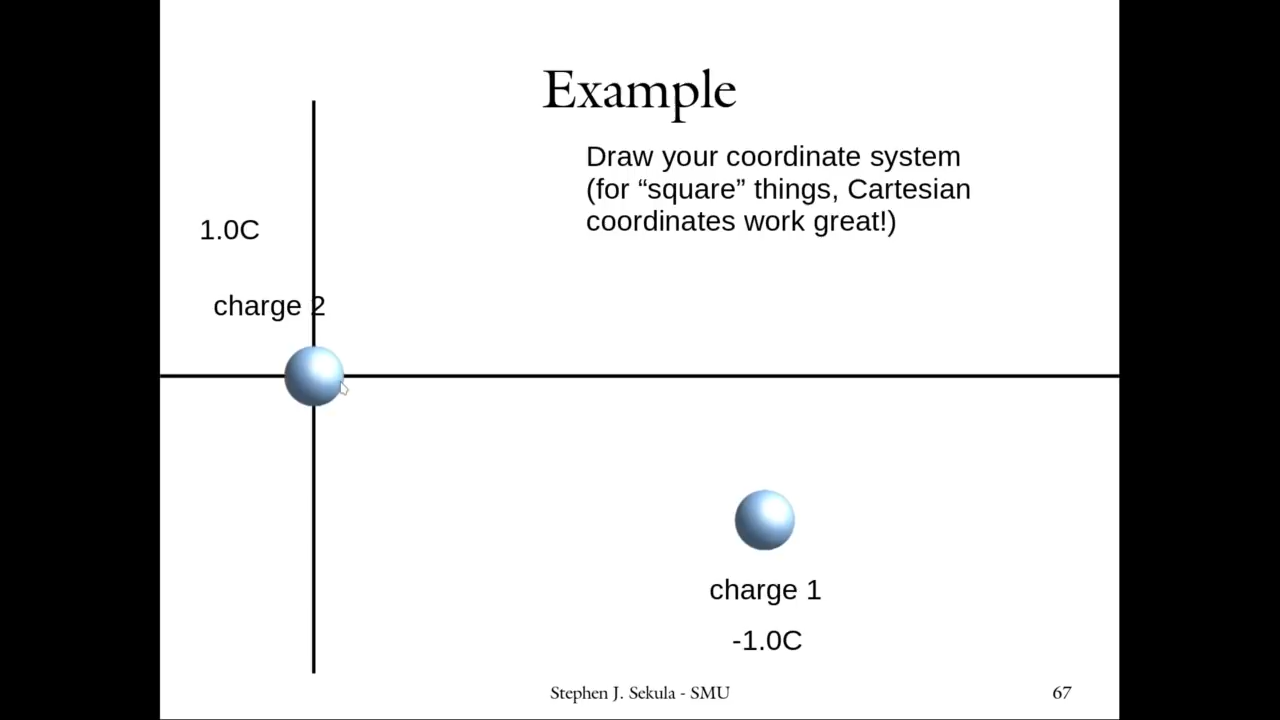 Example
Draw your coordinate system
(for “square” things, Cartesian
coordinates work great!)
1.0C
charge 2
charge 1
-1.0C
Stephen J. Sekula - SMU
67